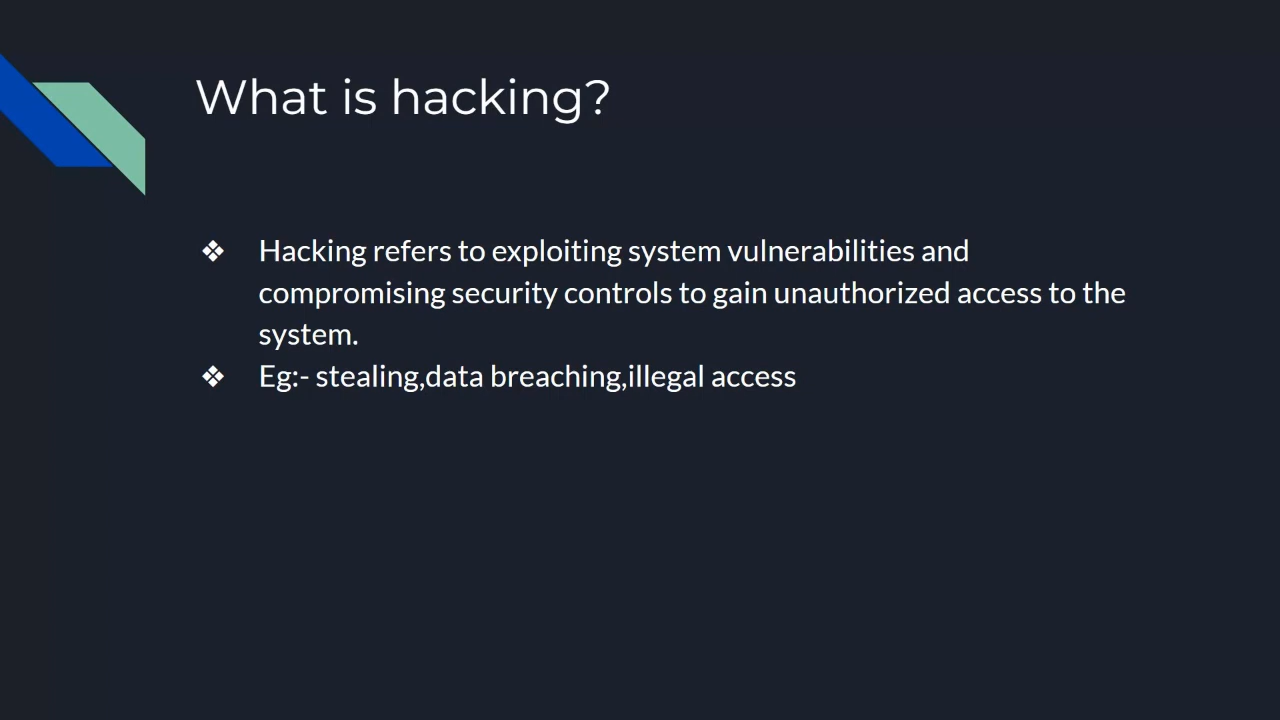 What is hacking?
❖ Hacking refers to exploiting system vulnerabilities and
compromising security controls to gain unauthorized access to the
system.
❖ Eg:- stealing,data breaching,illegal access